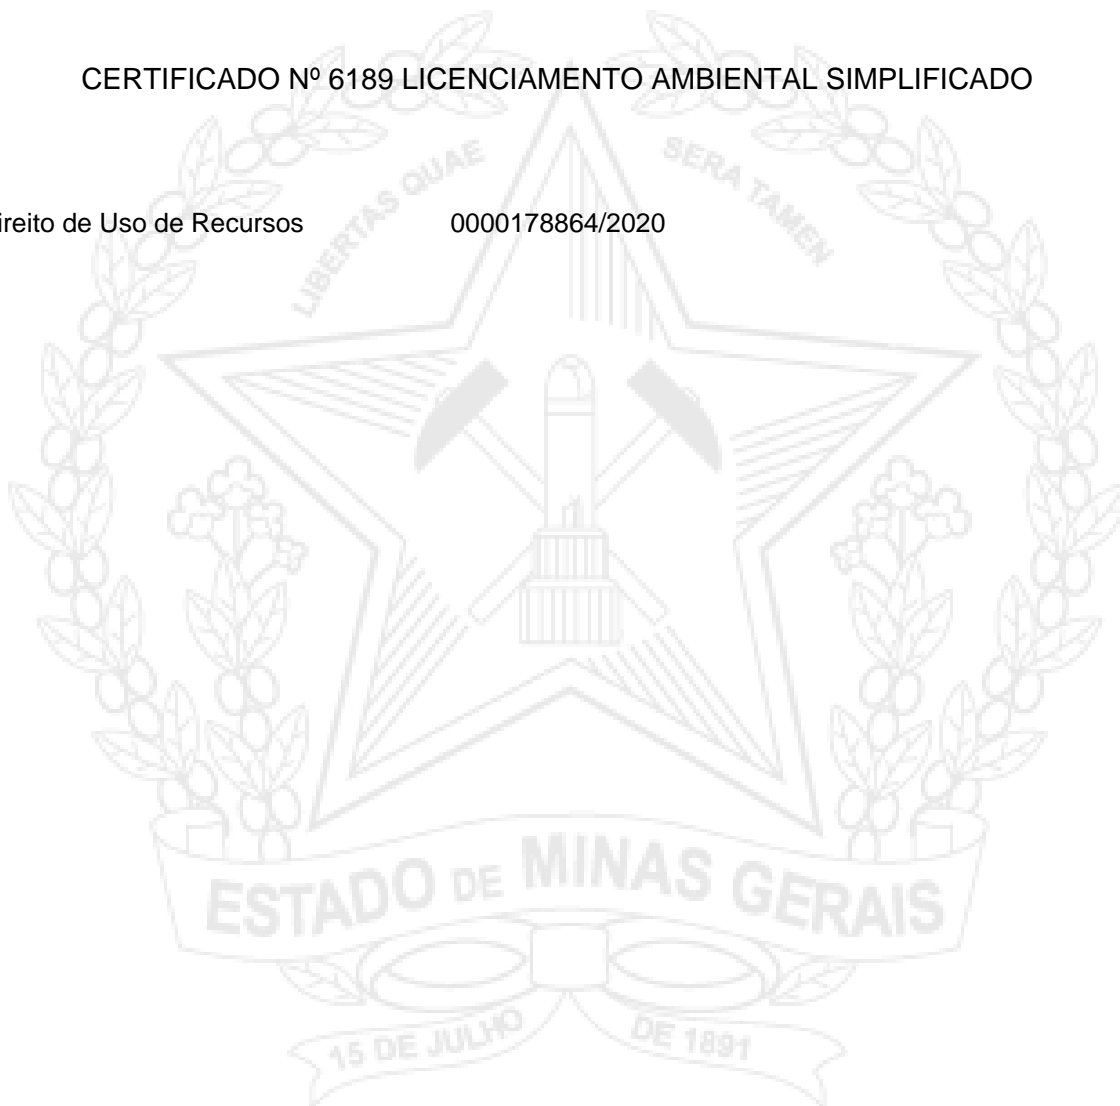 CERTIFICADO Nº 6189 LICENCIAMENTO AMBIENTAL SIMPLIFICADO
LIBERTAS QUAE SERA TAMEN
ireito de Uso de Recursos 0000178864/2020
ESTADO DE MINAS GERAIS
15 DE JULHO DE 1891